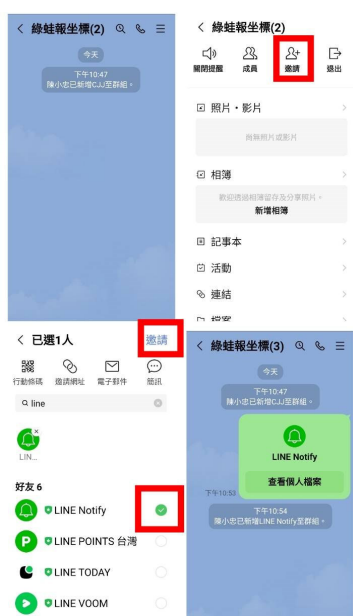 綠蛙報坐標(2)
今天
下午10:47
陳小忠已新增CJJ至群組。
綠蛙報坐標(2)
關閉提醒
成員
邀請
退出
照片・影片
尚無照片或影片
相簿
歡迎透過相簿留存及分享照片。
新增相簿
記事本
活動
連結
檔案
已選1人
邀請
行動條碼
邀請網址
電子郵件
簡訊
line
LIN...
好友 6
LINE Notify
LINE POINTS 台灣
LINE TODAY
LINE VOOM
綠蛙報坐標(3)
今天
下午10:47
陳小忠已新增CJJ至群組。
LINE Notify
查看個人檔案
下午10:53
下午10:54
陳小忠已新增LINE Notify至群組。